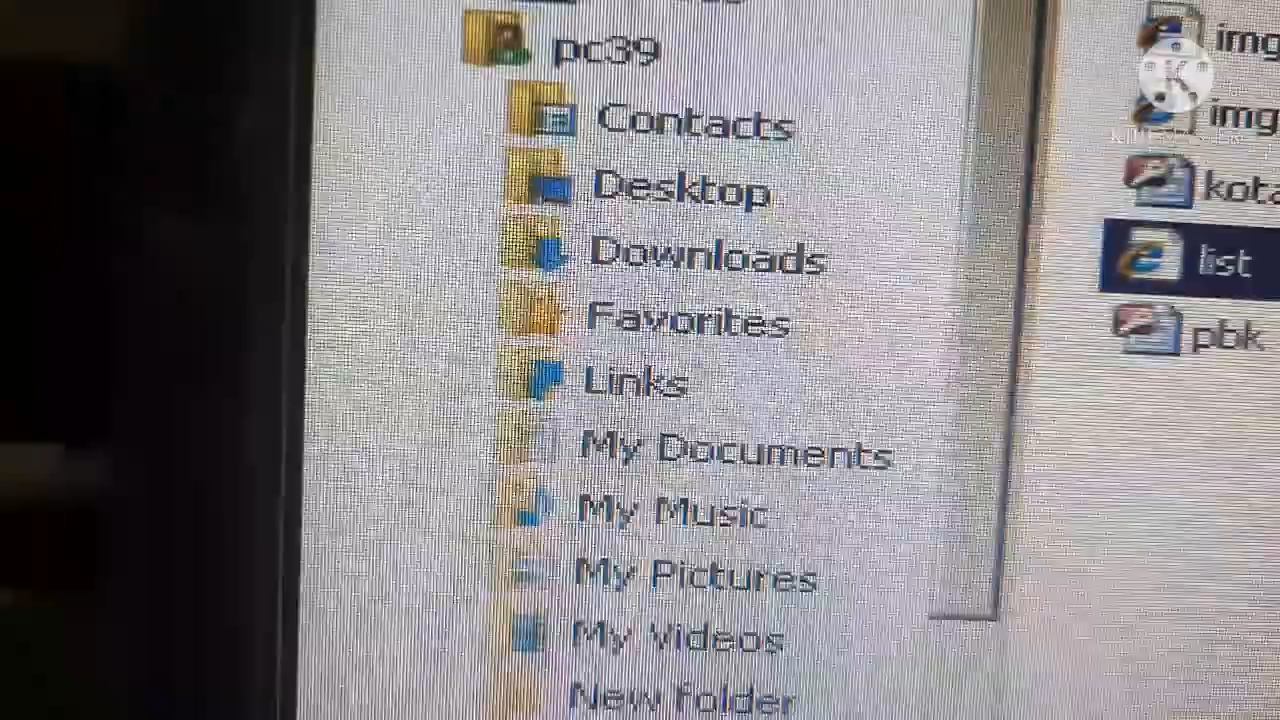 pc39
Contacts
Desktop
Downloads
Favorites
Links
My Documents
My Music
My Pictures
My Videos
New folder
img
img
kota
list
pbk
K